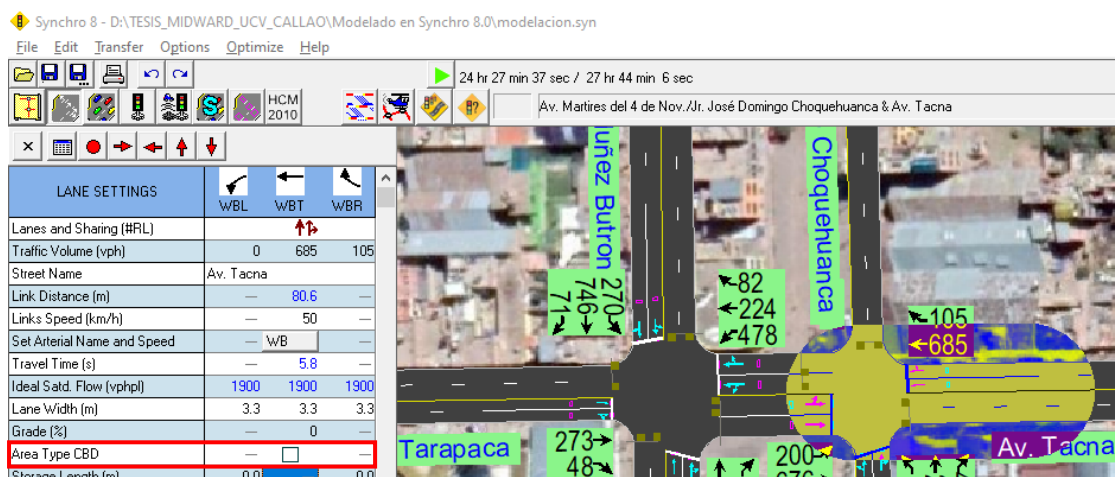 Synchro 8 - D:\TESIS_MIDWARD_UCV_CALLAO\Modelado en Synchro 8.0\modelacion.syn
File Edit Transfer Options Optimize Help
24 hr 27 min 37 sec / 27 hr 44 min 6 sec
HCM 2010
Av. Martires del 4 de Nov./Jr. José Domingo Choquehuanca & Av. Tacna
LANE SETTINGS WBL WBT WBR
Lanes and Sharing (#RL)
Traffic Volume (vph) 0 685 105
Street Name Av. Tacna
Link Distance (m) — 80.6 —
Links Speed (km/h) — 50 —
Set Arterial Name and Speed — WB —
Travel Time (s) — 5.8 —
Ideal Satd. Flow (vphpl) 1900 1900 1900
Lane Width (m) 3.3 3.3 3.3
Grade (%) — 0 —
Area Type CBD — —
Storage Length (m) 0.0 0.0
uñez Butron
Choquehuanca
270
746
71
82
224
478
105
685
Tarapaca
273
48
200
Av. Tacna